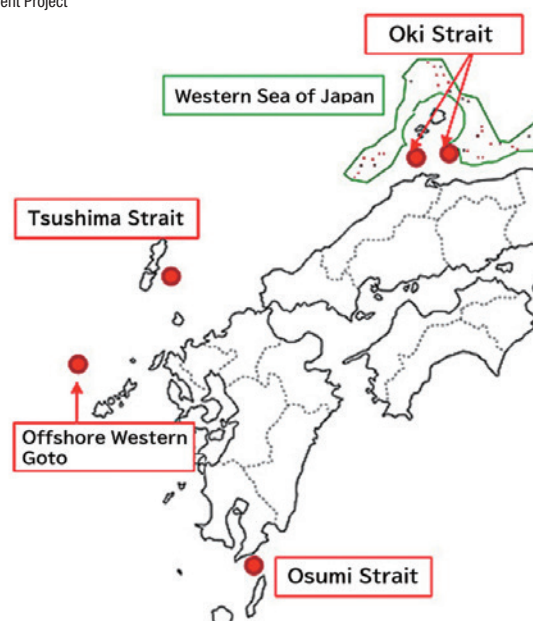 ent Project
Oki Strait
Western Sea of Japan
Tsushima Strait
Offshore Western
Goto
Osumi Strait